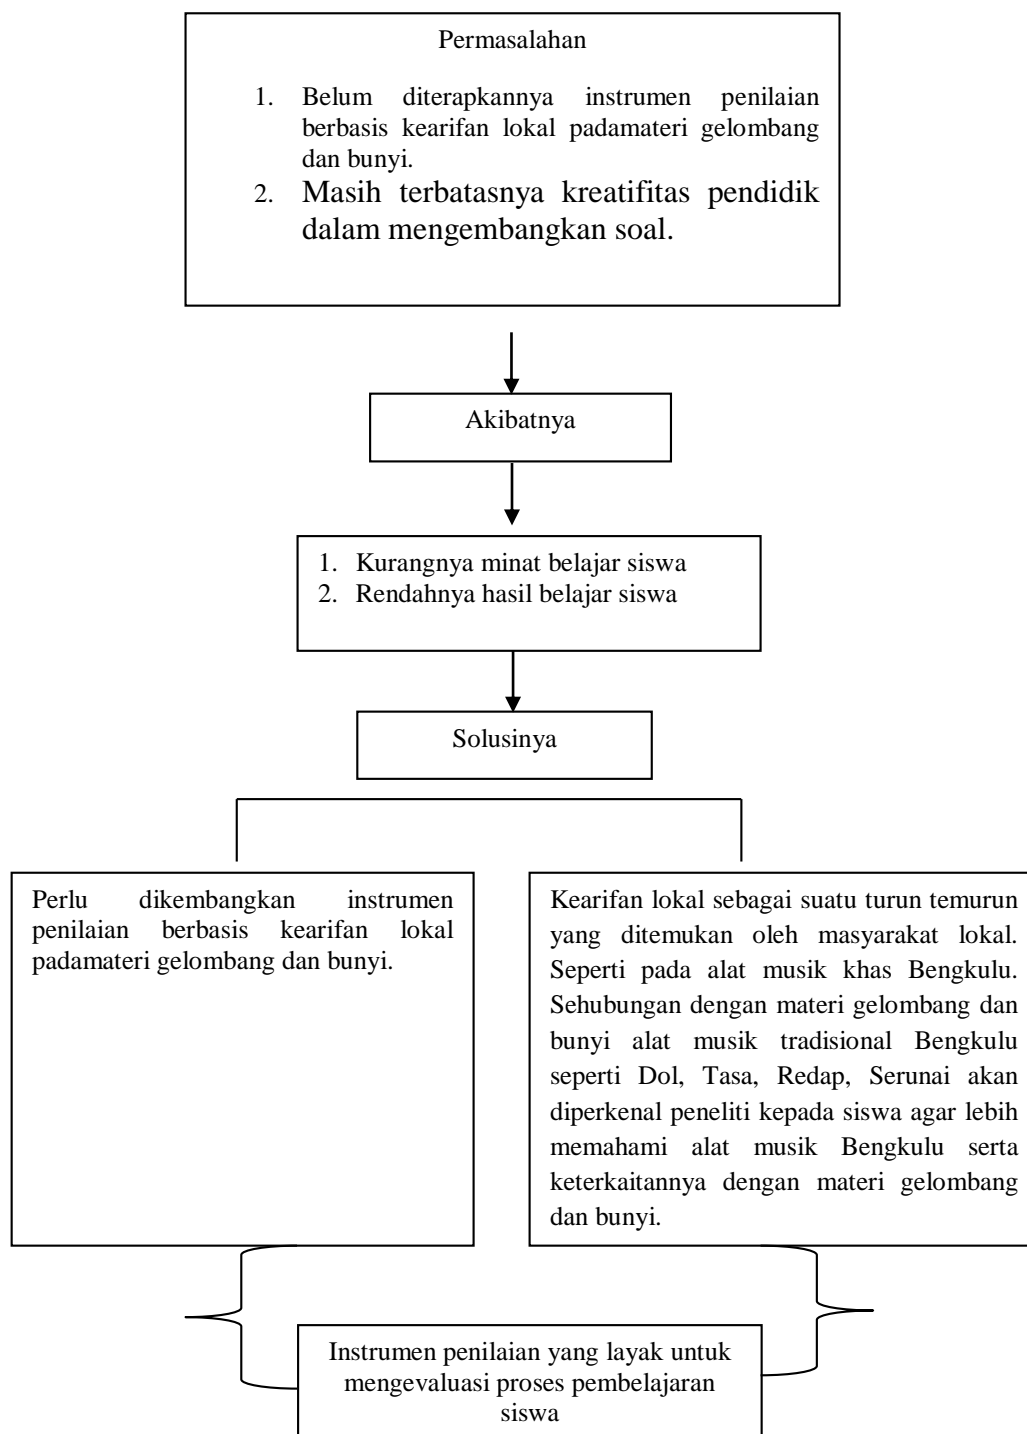 Permasalahan
1. Belum diterapkannya instrumen penilaian
berbasis kearifan lokal padamateri gelombang
dan bunyi.
2. Masih terbatasnya kreatifitas pendidik
dalam mengembangkan soal.
Akibatnya
1. Kurangnya minat belajar siswa
2. Rendahnya hasil belajar siswa
Solusinya
Perlu dikembangkan instrumen
penilaian berbasis kearifan lokal
padamateri gelombang dan bunyi.
Kearifan lokal sebagai suatu turun temurun
yang ditemukan oleh masyarakat lokal.
Seperti pada alat musik khas Bengkulu.
Sehubungan dengan materi gelombang dan
bunyi alat musik tradisional Bengkulu
seperti Dol, Tasa, Redap, Serunai akan
diperkenal peneliti kepada siswa agar lebih
memahami alat musik Bengkulu serta
keterkaitannya dengan materi gelombang
dan bunyi.
Instrumen penilaian yang layak untuk
mengevaluasi proses pembelajaran
siswa